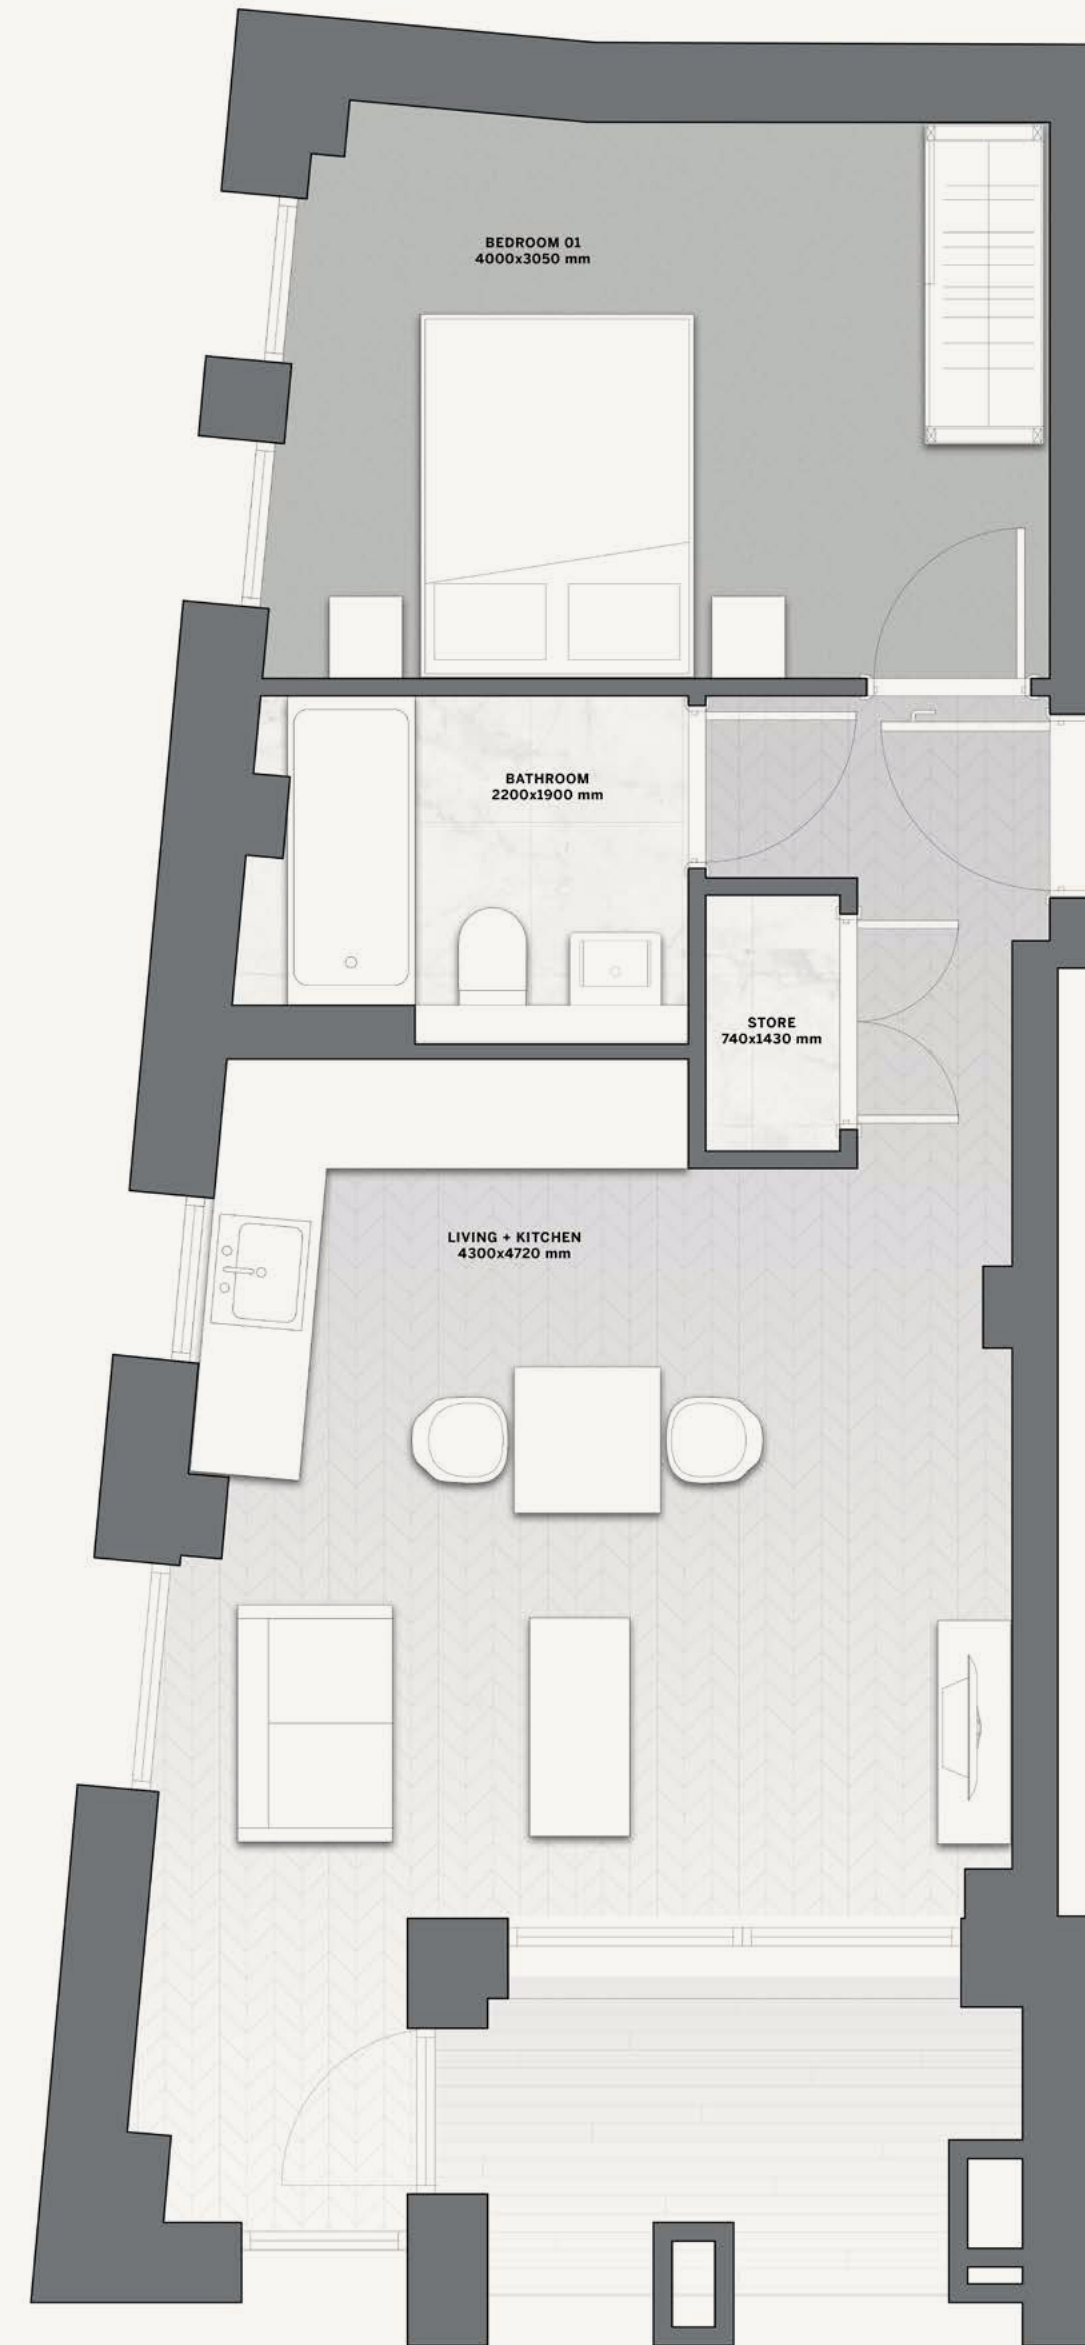 BEDROOM 01
4000x3050 mm
BATHROOM
2200x1900 mm
STORE
740x1430 mm
LIVING + KITCHEN
4300x4720 mm